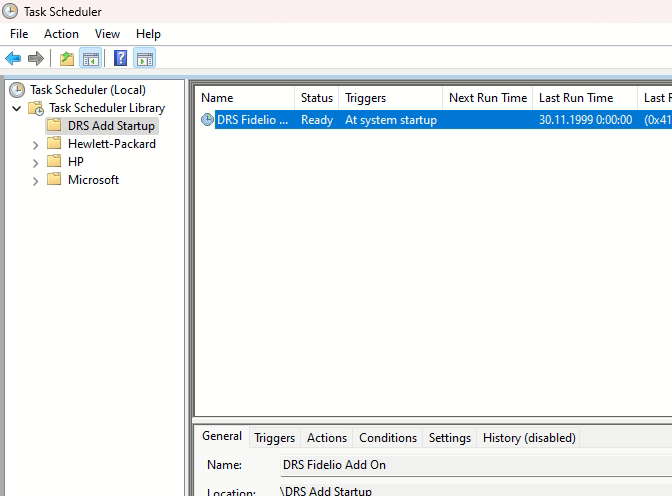 Task Scheduler
File Action View Help
Task Scheduler (Local)
Task Scheduler Library
DRS Add Startup
Hewlett-Packard
HP
Microsoft
Name Status Triggers Next Run Time Last Run Time Last R
DRS Fidelio ... Ready At system startup 30.11.1999 0:00:00 (0x41
General Triggers Actions Conditions Settings History (disabled)
Name: DRS Fidelio Add On
Location: \DRS Add Startup